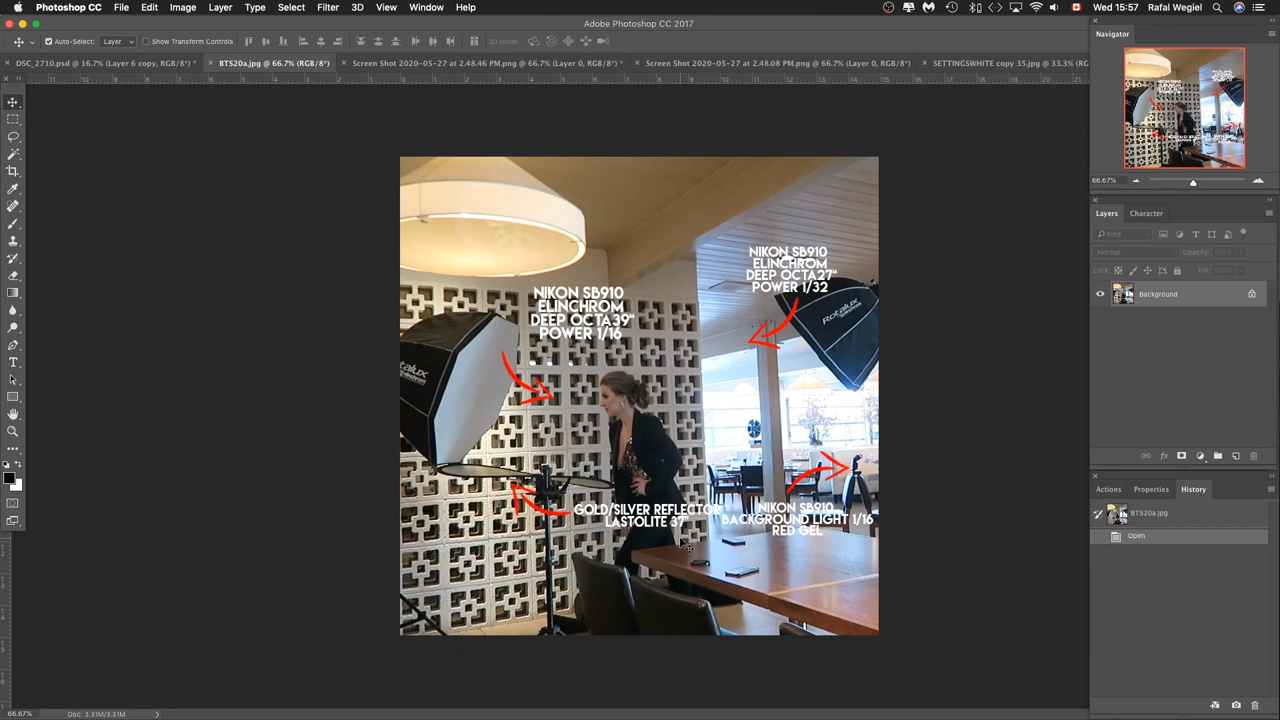 Photoshop CC File Edit Image Layer Type Select Filter 3D View Window Help Wed 15:57 Rafal Wegiel
Adobe Photoshop CC 2017
Auto-Select: Layer Show Transform Controls 3D Mode:
DSC_2710.psd @ 16.7% (Layer 6 copy, RGB/8*) * BTS20a.jpg @ 66.7% (RGB/8*) Screen Shot 2020-05-27 at 2.48.46 PM.png @ 66.7% (Layer 0, RGB/8*) * Screen Shot 2020-05-27 at 2.48.08 PM.png @ 66.7% (Layer 0, RGB/8*) SETTINGSWHITE copy 35.jpg @ 33.3% (RG
Navigator
66.67%
Layers Character
Kind
Normal Opacity: 100%
Lock: Fill: 100%
Background
Actions Properties History
BTS20a.jpg
Open
NIKON SB910
ELINCHROM
DEEP OCTA27"
POWER 1/32
NIKON SB910
ELINCHROM
DEEP OCTA39"
POWER 1/16
Rotalux
GOLD/SILVER REFLECTOR
LASTOLITE 37"
NIKON SB910
BACKGROUND LIGHT 1/16
RED GEL
66.67% Doc: 3.31M/3.31M